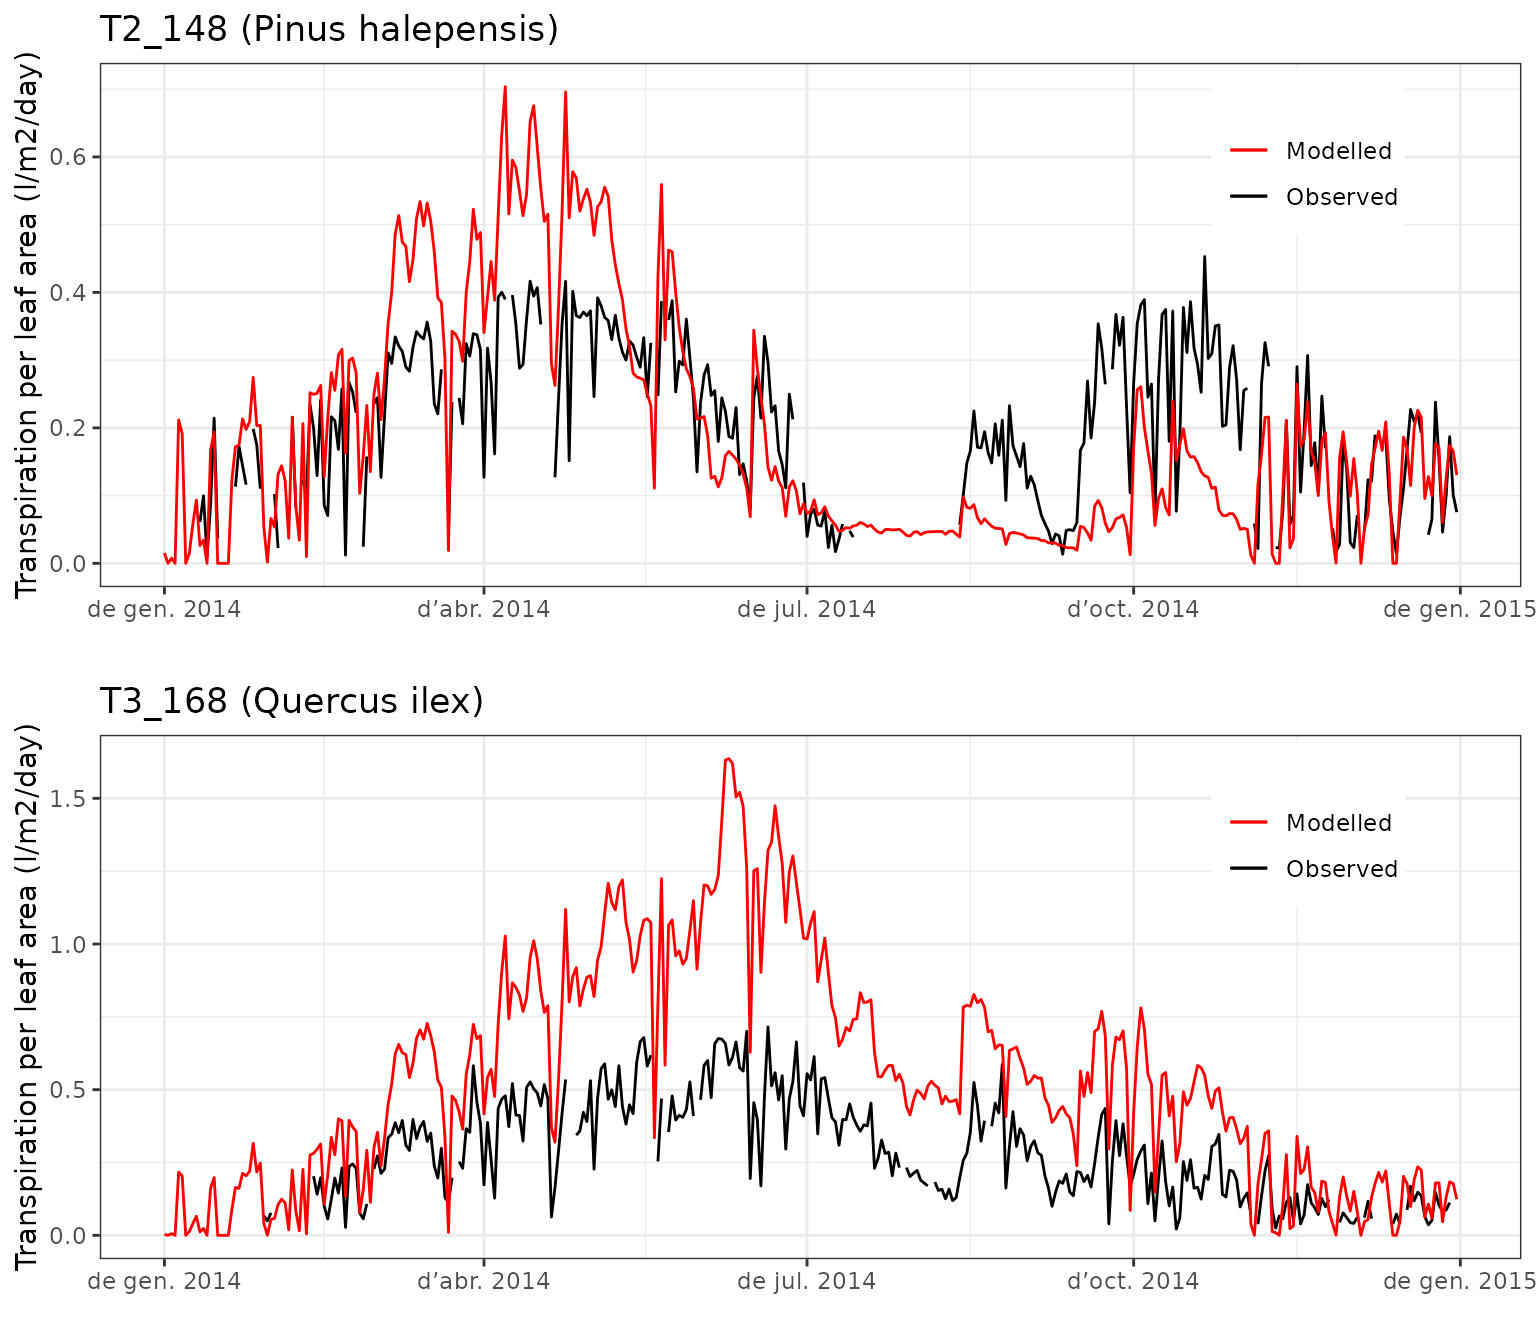 T2_148 (Pinus halepensis)
Transpiration per leaf area (l/m2/day)
0.6
0.4
0.2
0.0
Modelled
Observed
de gen. 2014
d’abr. 2014
de jul. 2014
d’oct. 2014
de gen. 2015
T3_168 (Quercus ilex)
Transpiration per leaf area (l/m2/day)
1.5
1.0
0.5
0.0
Modelled
Observed
de gen. 2014
d’abr. 2014
de jul. 2014
d’oct. 2014
de gen. 2015